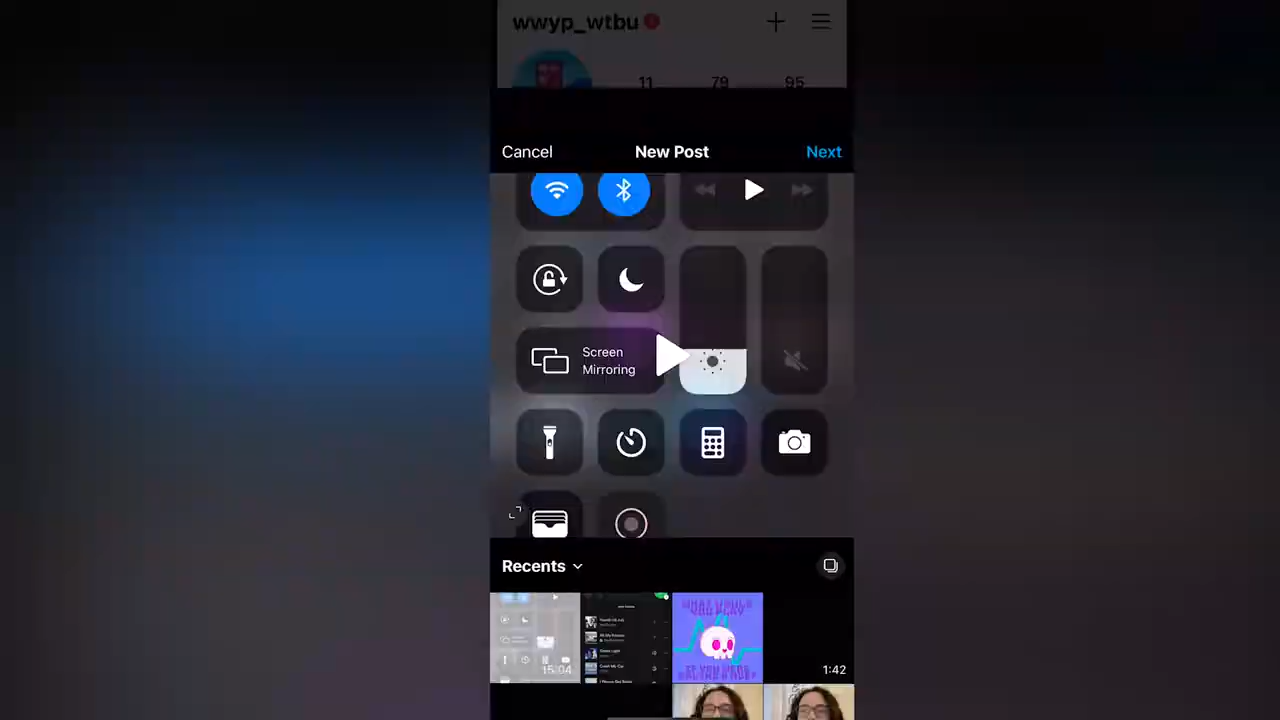 wwyp_wtbu
11 79 95
Cancel New Post Next
Screen
Mirroring
Recents
15:04
1:42